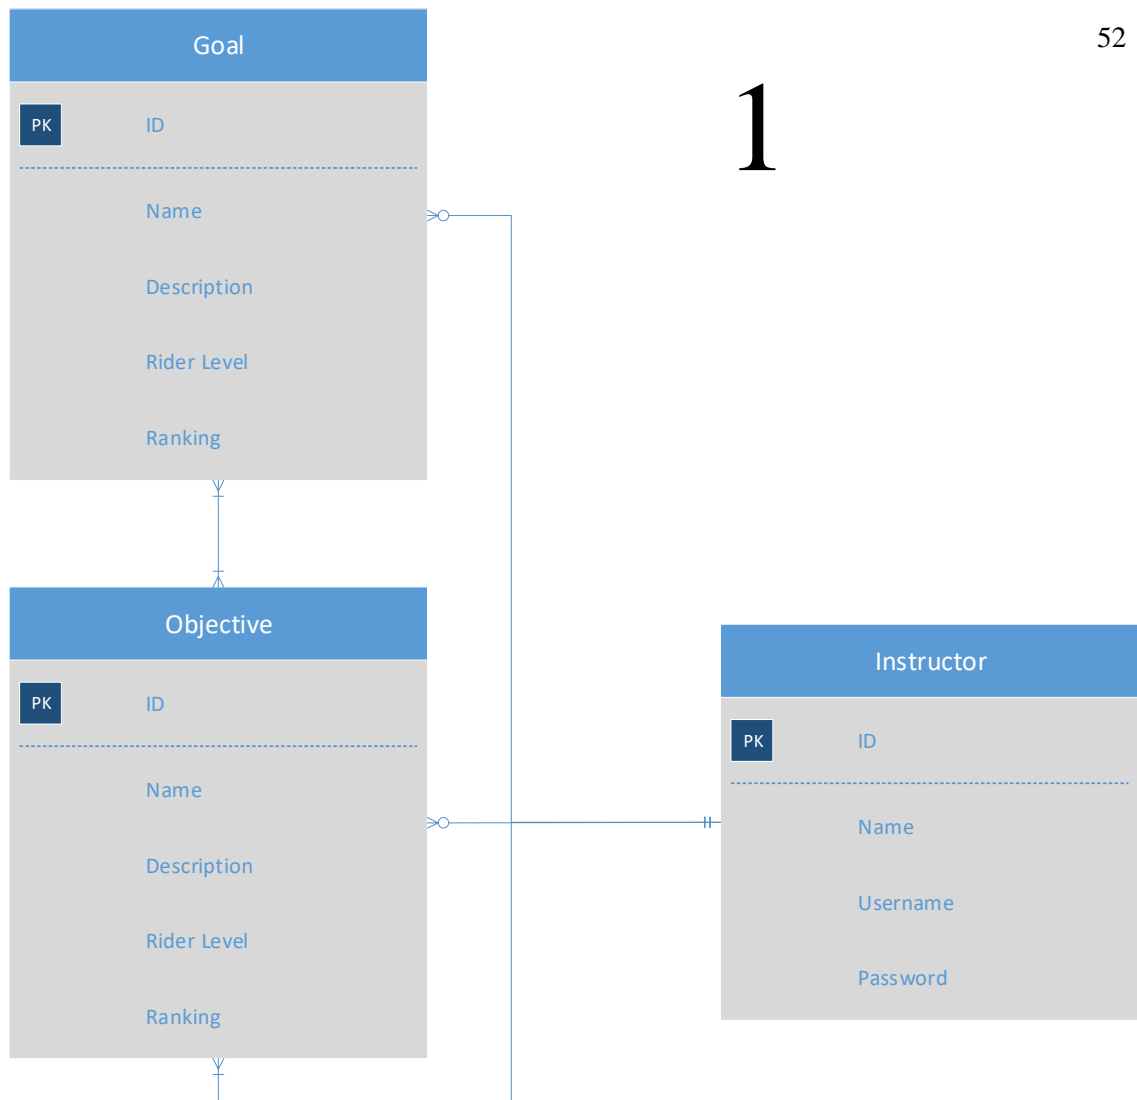 52
1
Goal
PK ID
Name
Description
Rider Level
Ranking
Objective
PK ID
Name
Description
Rider Level
Ranking
Instructor
PK ID
Name
Username
Password